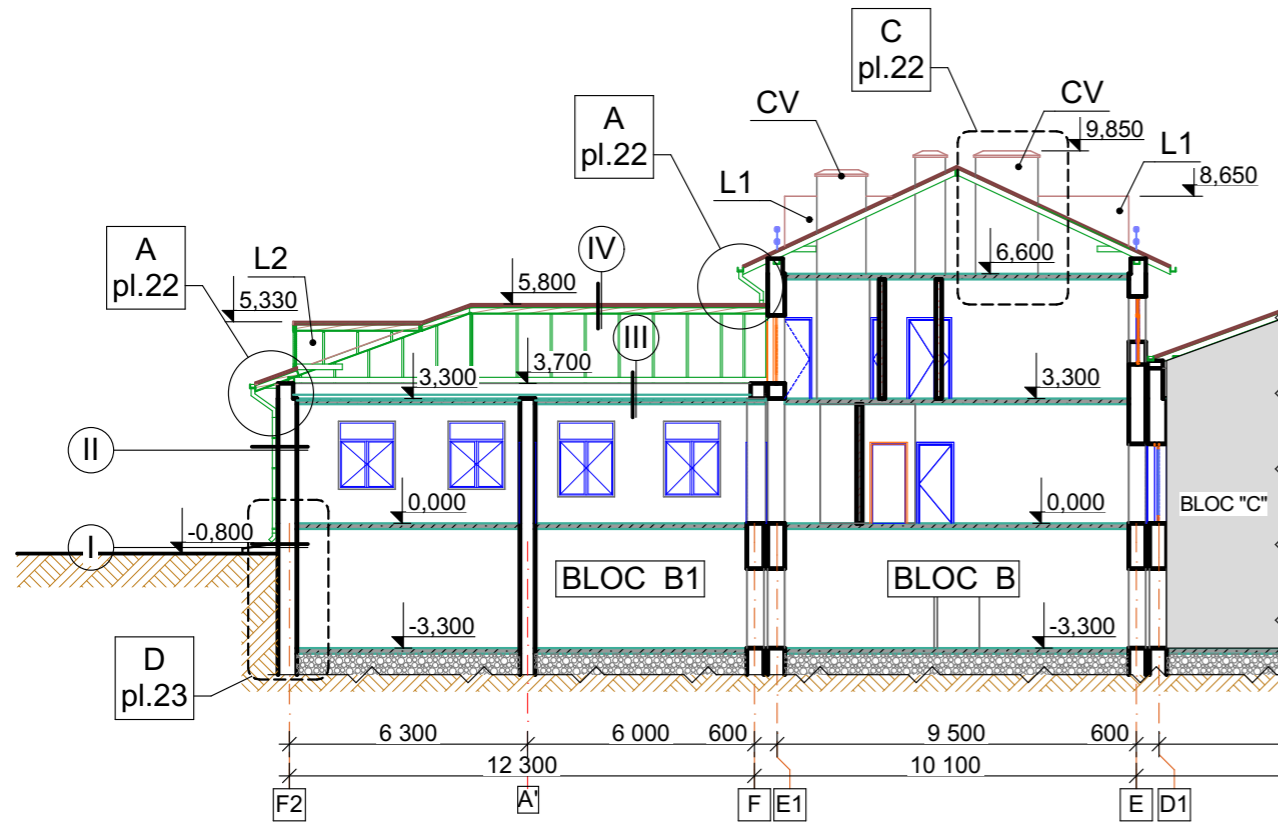 C
pl.22
CV
CV
9,850
A
pl.22
L1
L1
8,650
A
pl.22
L2
IV
6,600
5,330
5,800
III
3,700
3,300
3,300
II
0,000
0,000
BLOC "C"
I
-0,800
BLOC B1
BLOC B
-3,300
-3,300
D
pl.23
6 300
6 000
600
9 500
600
12 300
10 100
F2
A'
F
E1
E
D1